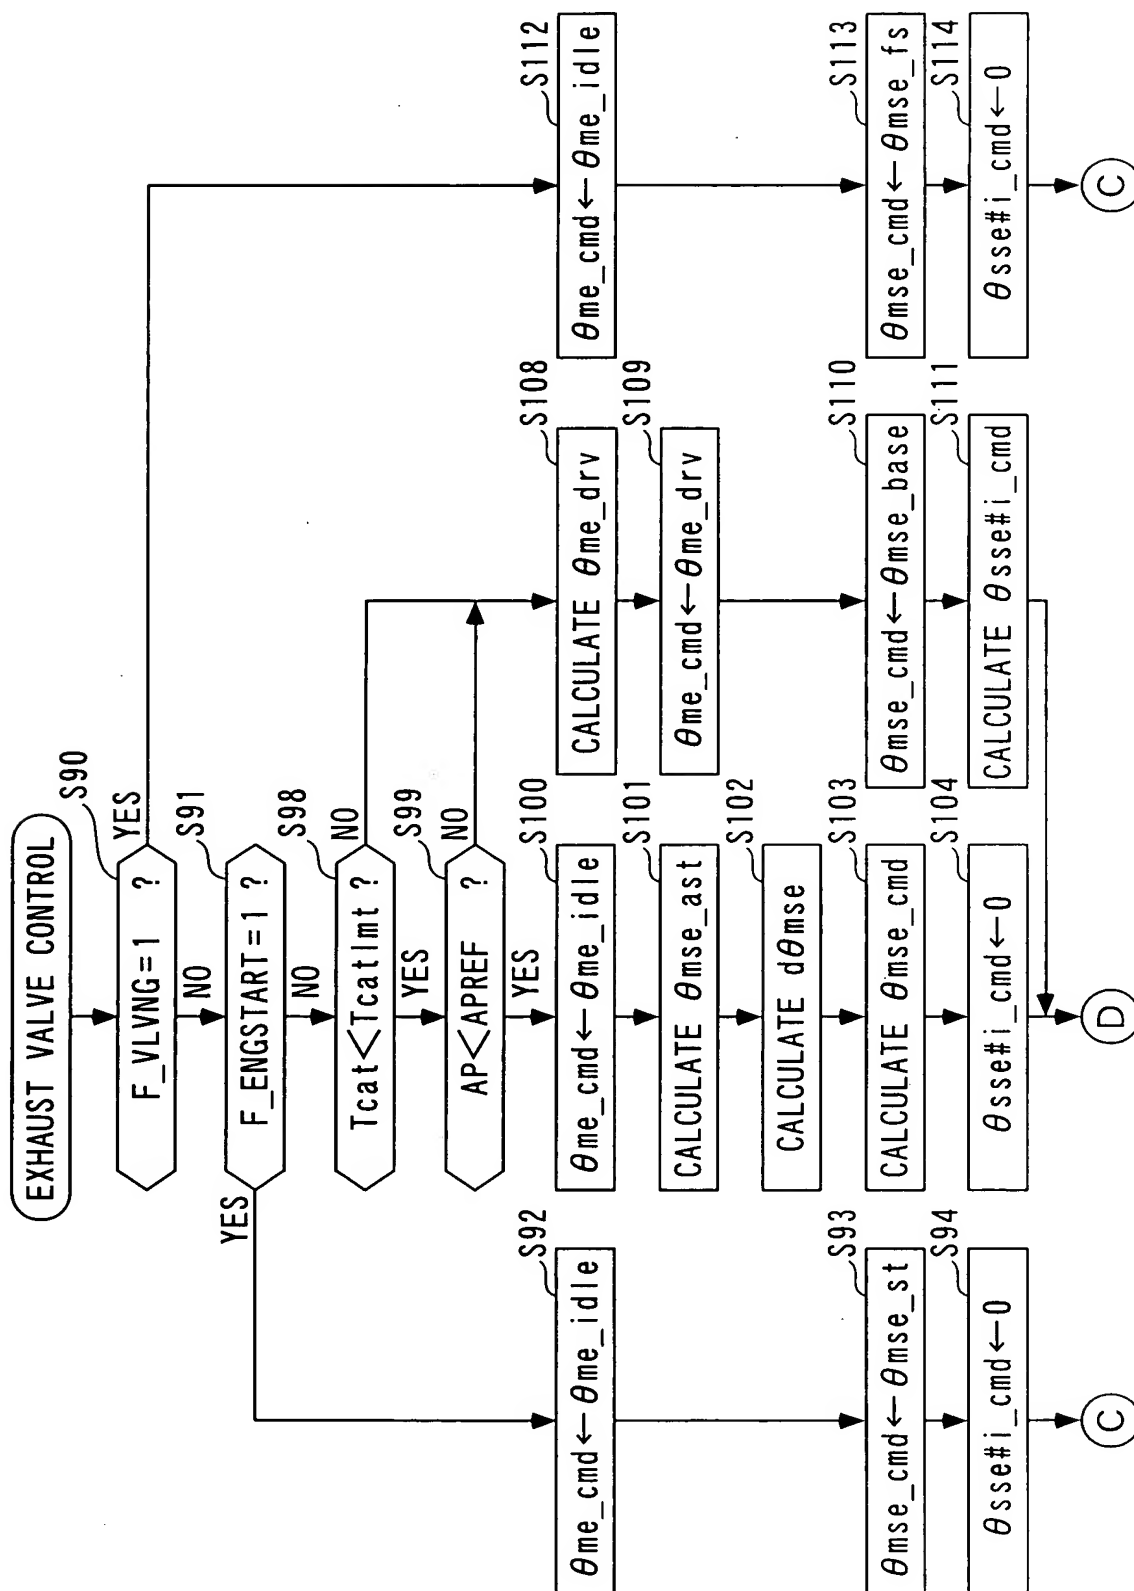 EXHAUST VALVE CONTROL
S90
F_VLVNG=1 ?
YES
NO
S91
F_ENGSTART=1 ?
YES
NO
S98
Tcat<Tcatlmt ?
NO
YES
S99
AP<APREF ?
NO
YES
S92
θme_cmd←θme_idle
S93
θmse_cmd←θmse_st
S94
θsse#i_cmd←0
C
S100
θme_cmd←θme_idle
S101
CALCULATE θmse_ast
S102
CALCULATE dθmse
S103
CALCULATE θmse_cmd
S104
θsse#i_cmd←0
D
S108
CALCULATE θme_drv
S109
θme_cmd←θme_drv
S110
θmse_cmd←θmse_base
S111
CALCULATE θsse#i_cmd
S112
θme_cmd←θme_idle
S113
θmse_cmd←θmse_fs
S114
θsse#i_cmd←0
C